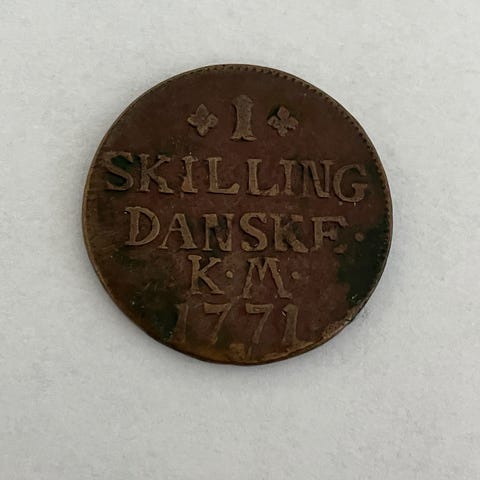 1
SKILLING
DANSKE·
K·M·
1771